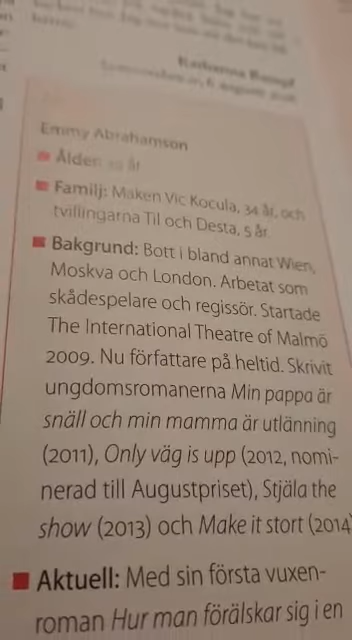 Katarina Bungf
Emmy Abrahamson
Ålder: år
Familj: Maken Vic Kocula, 34 år, och
tvillingarna Til och Desta, 5 år.
Bakgrund: Bott i bland annat Wien,
Moskva och London. Arbetat som
skådespelare och regissör. Startade
The International Theatre of Malmö
2009. Nu författare på heltid. Skrivit
ungdomsromanerna Min pappa är
snäll och min mamma är utlänning
(2011), Only väg is upp (2012, nomi-
nerad till Augustpriset), Stjäla the
show (2013) och Make it stort (2014)
Aktuell: Med sin första vuxen-
roman Hur man förälskar sig i en